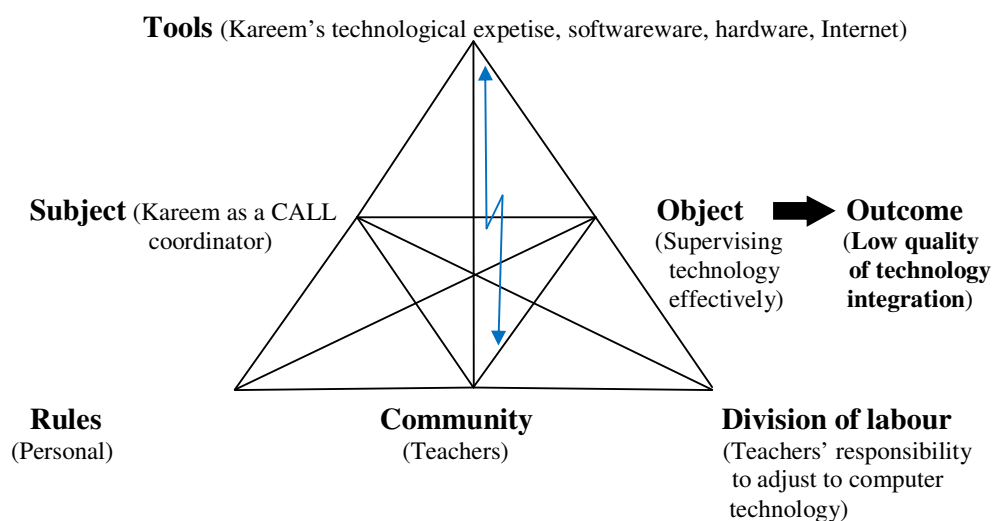 Tools (Kareem's technological expetise, softwareware, hardware, Internet)
Subject (Kareem as a CALL
coordinator)
Object
(Supervising
technology
effectively)
Outcome
(Low quality
of technology
integration)
Rules
(Personal)
Community
(Teachers)
Division of labour
(Teachers' responsibility
to adjust to computer
technology)